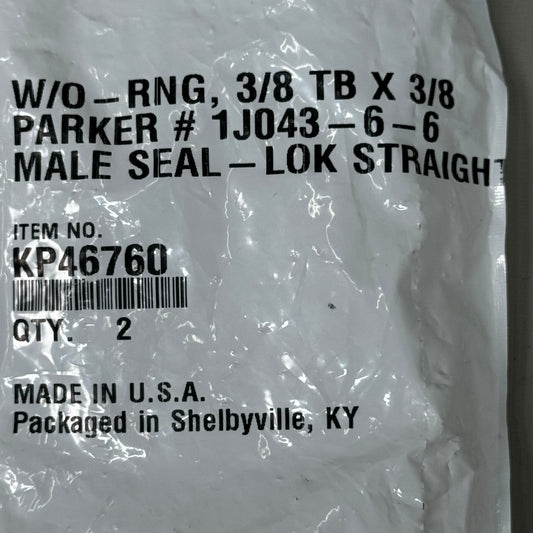 W/O-RNG, 3/8 TB X 3/8
PARKER # 1J043-6-6
MALE SEAL-LOK STRAIGHT
ITEM NO.
KP46760
QTY. 2
MADE IN U.S.A.
Packaged in Shelbyville, KY